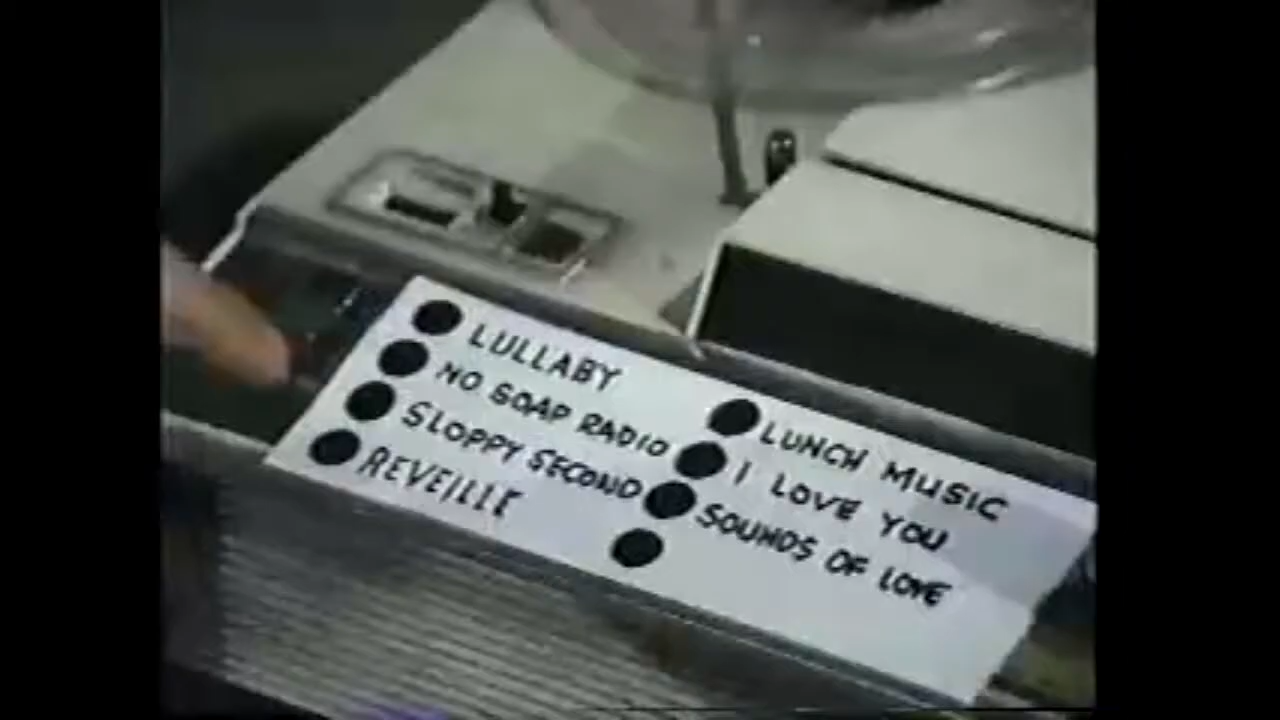 LULLABY
NO SOAP RADIO
SLOPPY SECOND
REVEILLE
LUNCH MUSIC
I LOVE YOU
SOUNDS OF LOVE